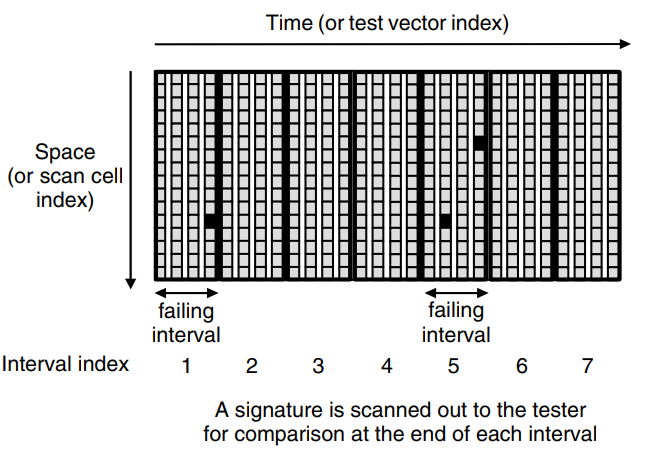 Time (or test vector index)
Space
(or scan cell
index)
failing
interval
failing
interval
Interval index 1 2 3 4 5 6 7
A signature is scanned out to the tester
for comparison at the end of each interval